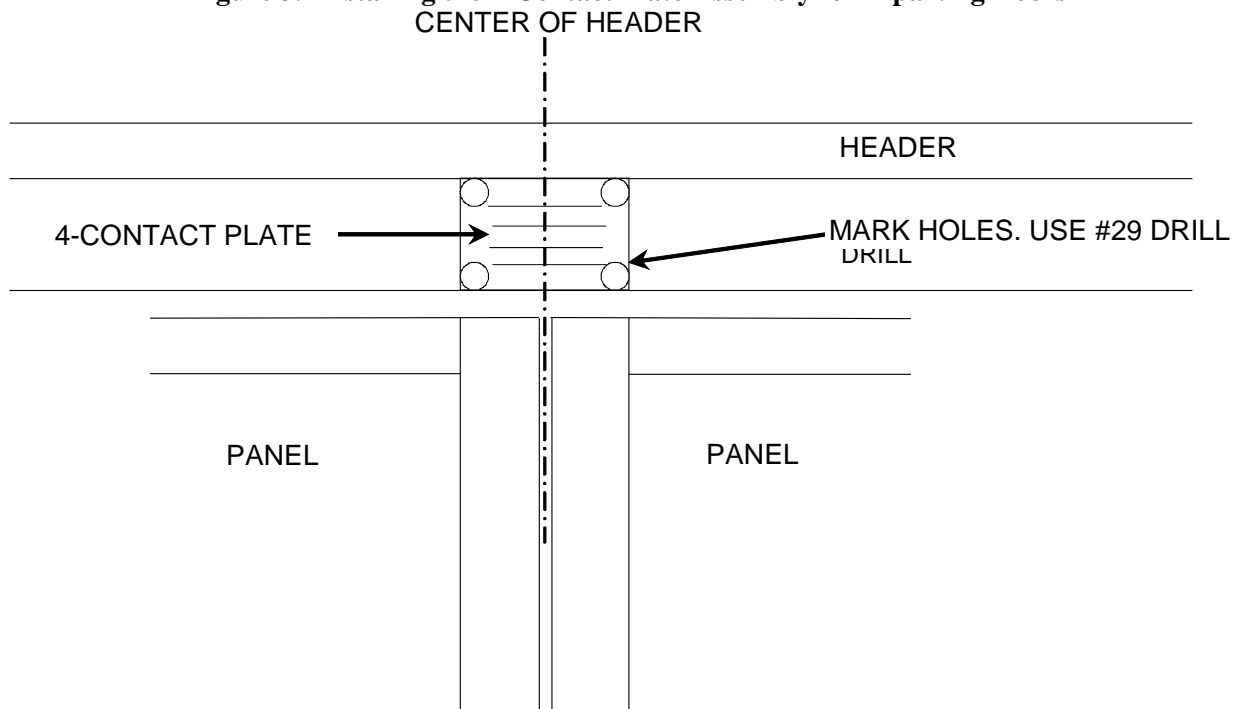 CENTER OF HEADER
HEADER
4-CONTACT PLATE
MARK HOLES. USE #29 DRILL
DRILL
PANEL
PANEL